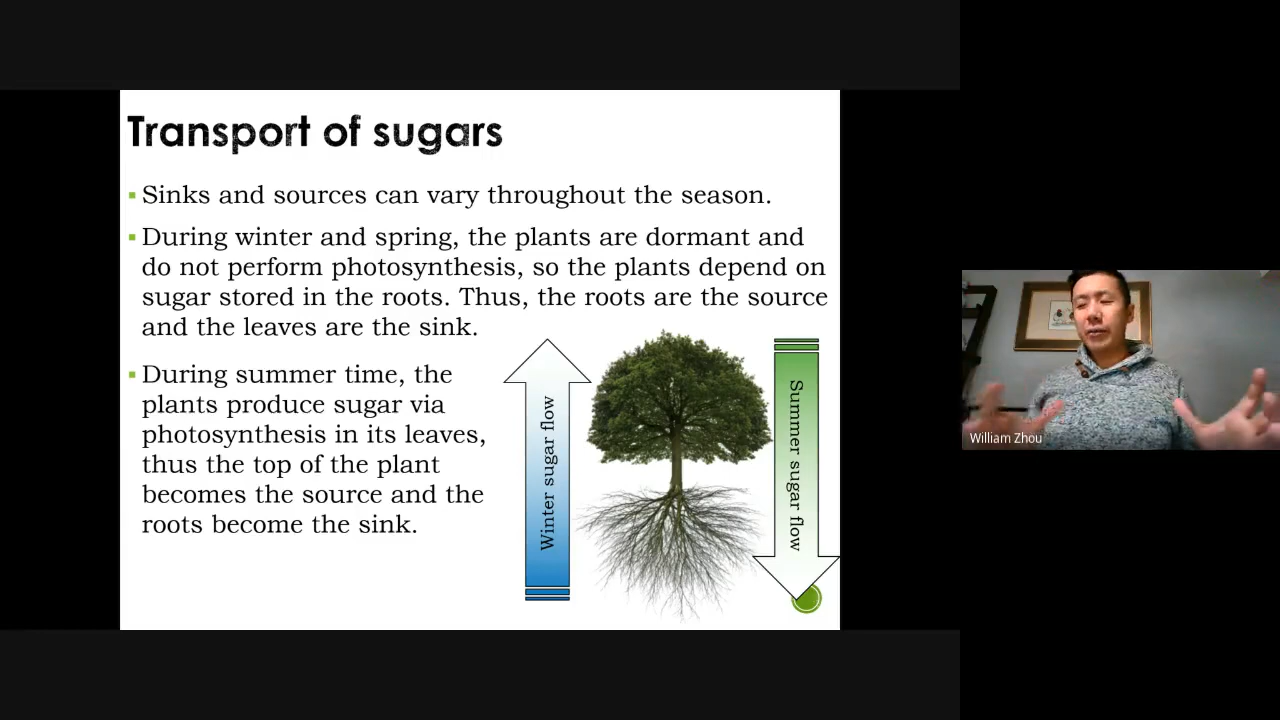 Transport of sugars
Sinks and sources can vary throughout the season.
During winter and spring, the plants are dormant and
do not perform photosynthesis, so the plants depend on
sugar stored in the roots. Thus, the roots are the source
and the leaves are the sink.
During summer time, the
plants produce sugar via
photosynthesis in its leaves,
thus the top of the plant
becomes the source and the
roots become the sink.
Winter sugar flow
Summer sugar flow
William Zhou